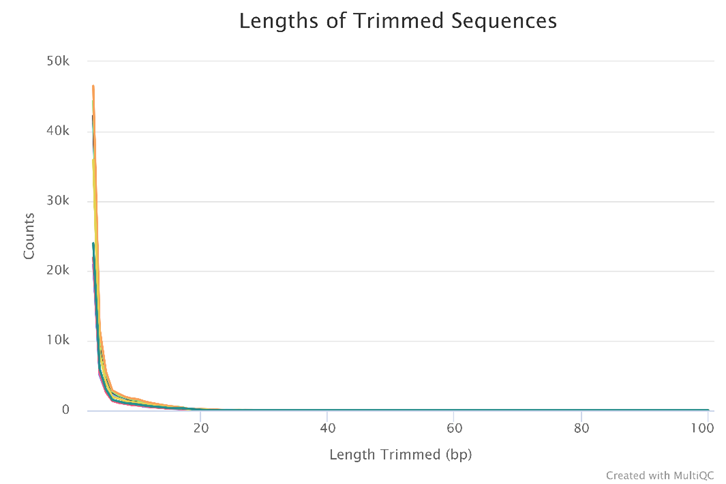 Lengths of Trimmed Sequences
50k
40k
30k
20k
10k
0
Counts
20
40
60
80
100
Length Trimmed (bp)
Created with MultiQC